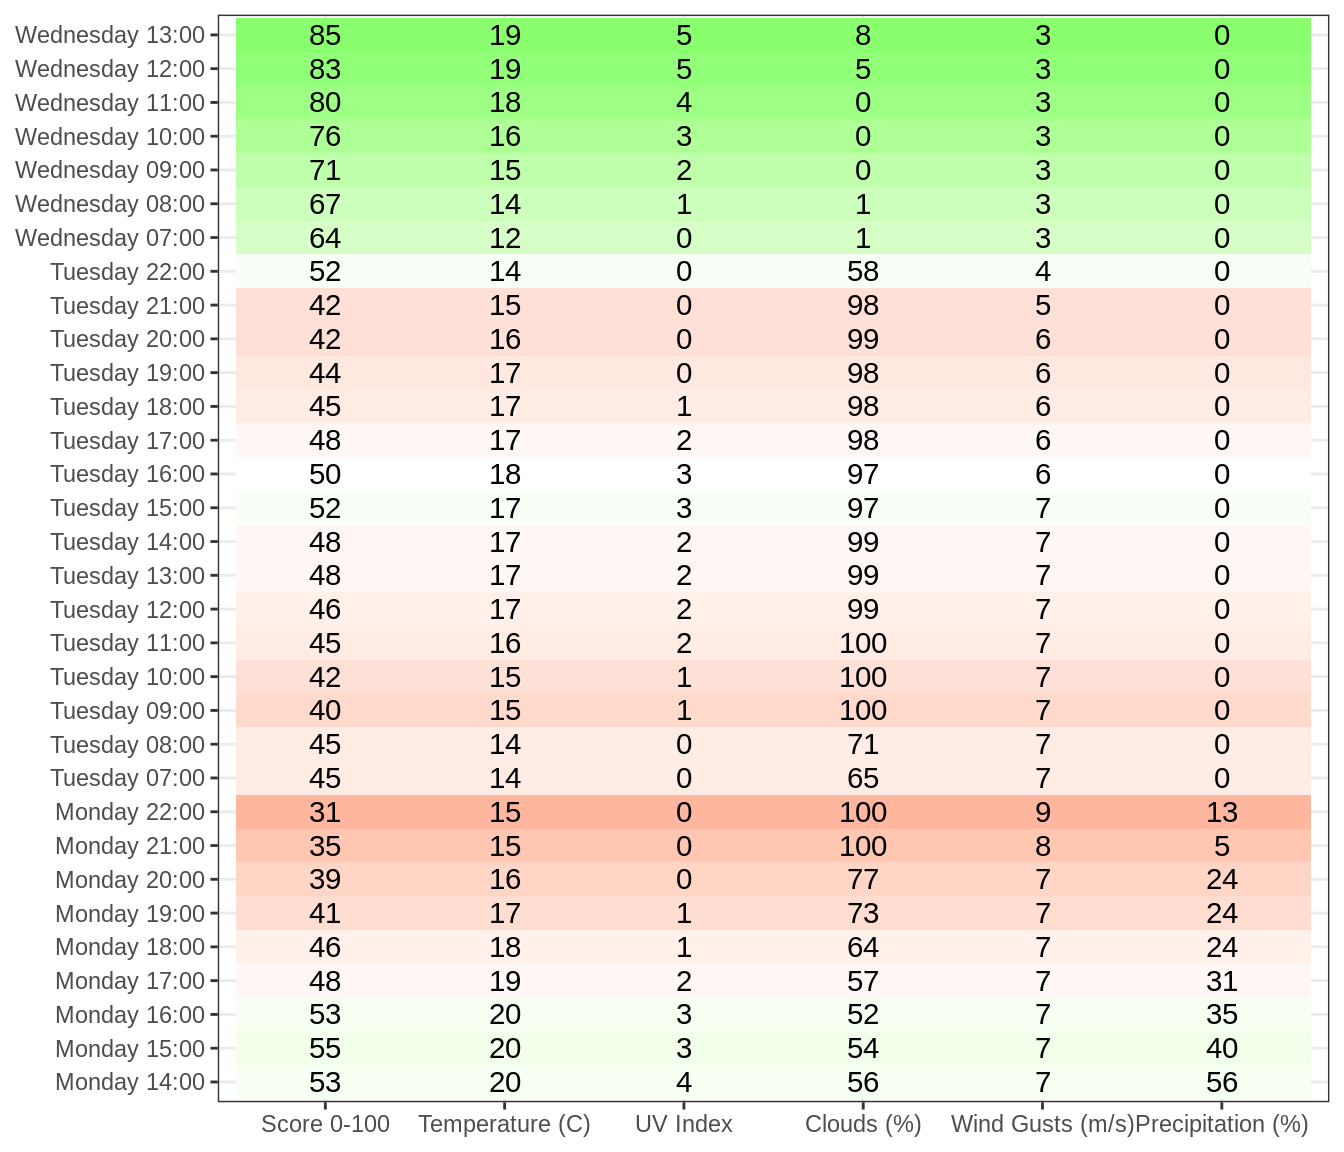 Wednesday 13:00 85 19 5 8 3 0
Wednesday 12:00 83 19 5 5 3 0
Wednesday 11:00 80 18 4 0 3 0
Wednesday 10:00 76 16 3 0 3 0
Wednesday 09:00 71 15 2 0 3 0
Wednesday 08:00 67 14 1 1 3 0
Wednesday 07:00 64 12 0 1 3 0
Tuesday 22:00 52 14 0 58 4 0
Tuesday 21:00 42 15 0 98 5 0
Tuesday 20:00 42 16 0 99 6 0
Tuesday 19:00 44 17 0 98 6 0
Tuesday 18:00 45 17 1 98 6 0
Tuesday 17:00 48 17 2 98 6 0
Tuesday 16:00 50 18 3 97 6 0
Tuesday 15:00 52 17 3 97 7 0
Tuesday 14:00 48 17 2 99 7 0
Tuesday 13:00 48 17 2 99 7 0
Tuesday 12:00 46 17 2 99 7 0
Tuesday 11:00 45 16 2 100 7 0
Tuesday 10:00 42 15 1 100 7 0
Tuesday 09:00 40 15 1 100 7 0
Tuesday 08:00 45 14 0 71 7 0
Tuesday 07:00 45 14 0 65 7 0
Monday 22:00 31 15 0 100 9 13
Monday 21:00 35 15 0 100 8 5
Monday 20:00 39 16 0 77 7 24
Monday 19:00 41 17 1 73 7 24
Monday 18:00 46 18 1 64 7 24
Monday 17:00 48 19 2 57 7 31
Monday 16:00 53 20 3 52 7 35
Monday 15:00 55 20 3 54 7 40
Monday 14:00 53 20 4 56 7 56
Score 0-100 Temperature (C) UV Index Clouds (%) Wind Gusts (m/s) Precipitation (%)